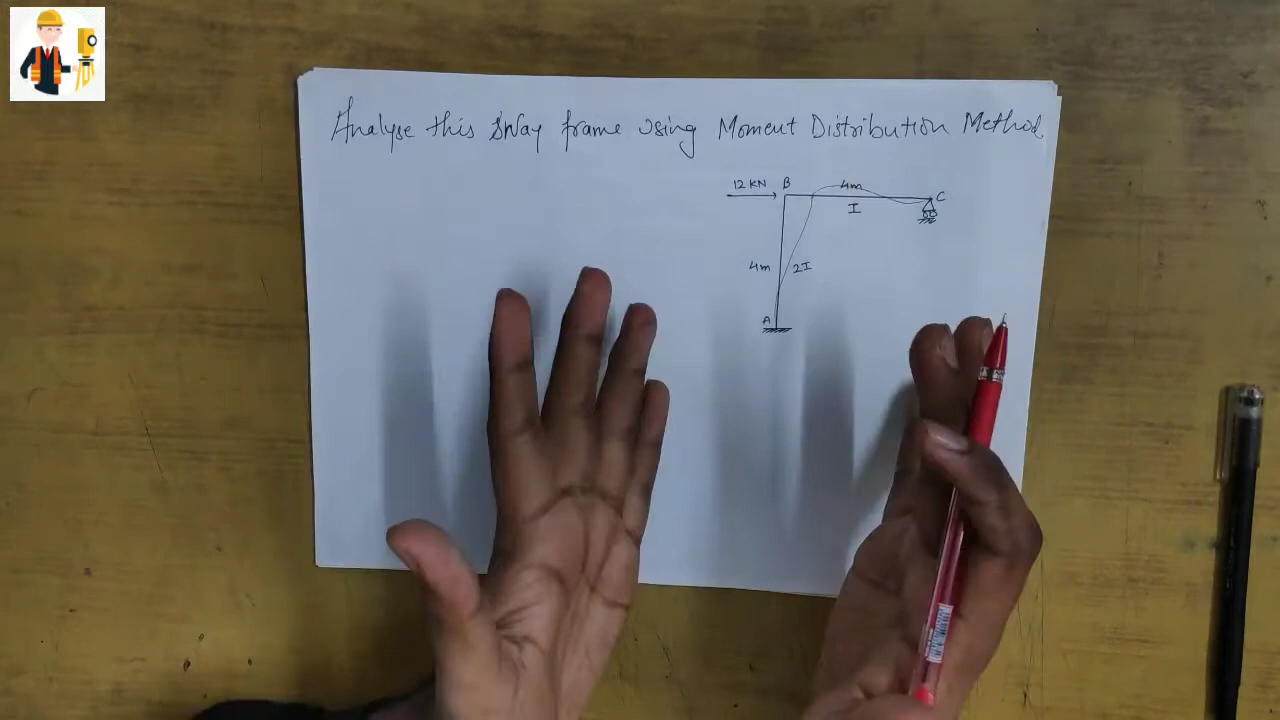 Analyse this sway frame using Moment Distribution Method.
12 KN B 4m C
I
4m 2I
A